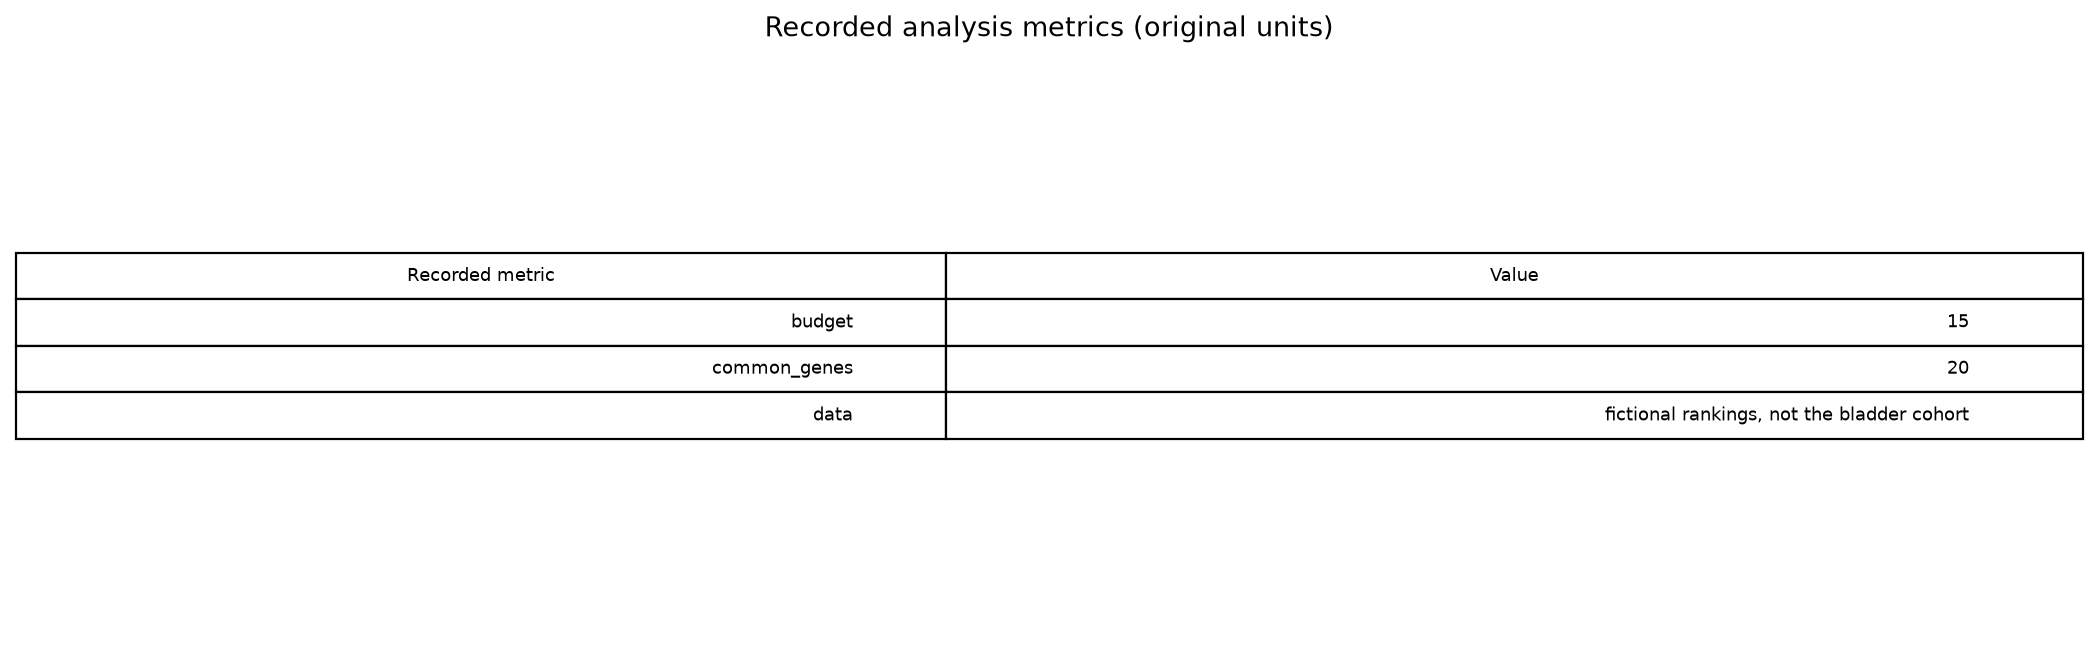 Recorded analysis metrics (original units)
Recorded metric Value
budget 15
common_genes 20
data fictional rankings, not the bladder cohort